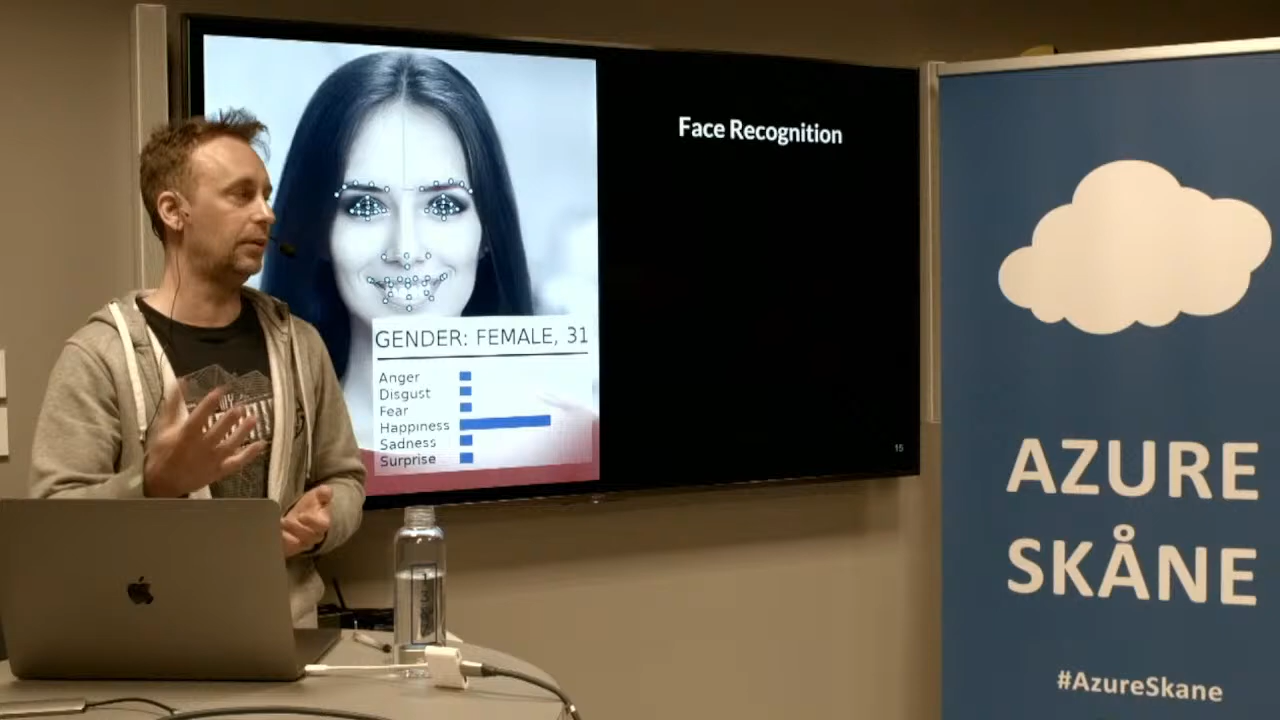 Face Recognition
GENDER: FEMALE, 31
Anger
Disgust
Fear
Happiness
Sadness
Surprise
15
AZURE
SKÅNE
#AzureSkane